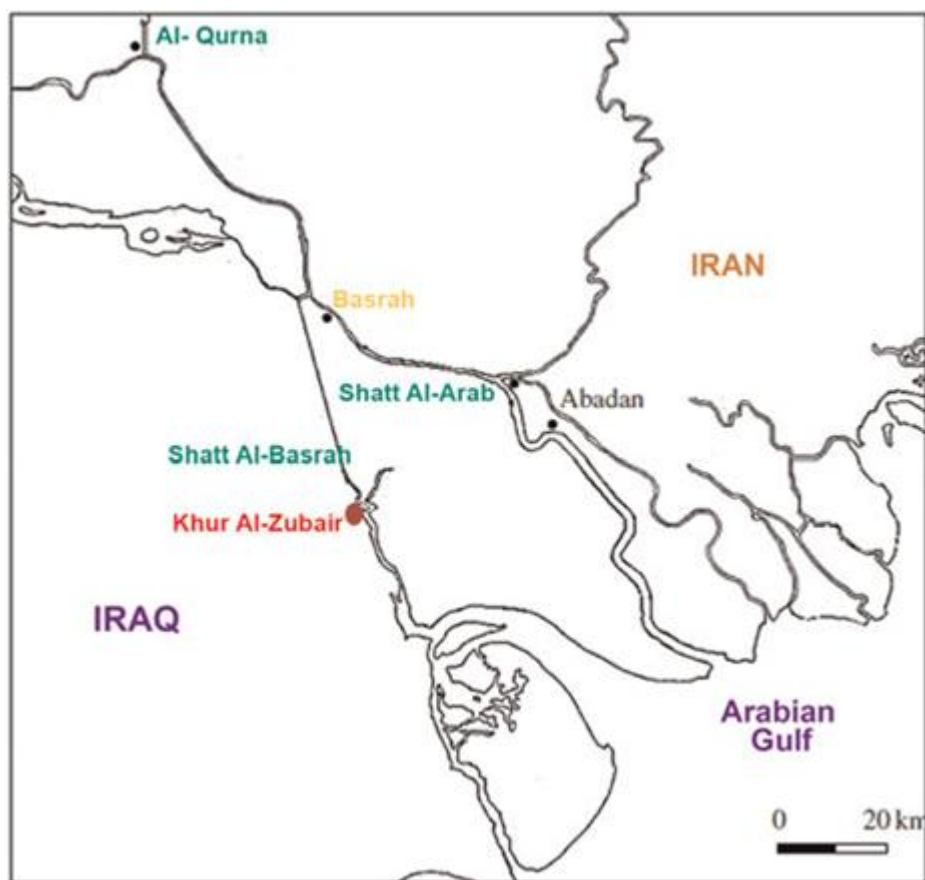 Al- Qurna
IRAN
Basrah
Shatt Al-Arab
Abadan
Shatt Al-Basrah
Khur Al-Zubair
IRAQ
Arabian
Gulf
0 20 km